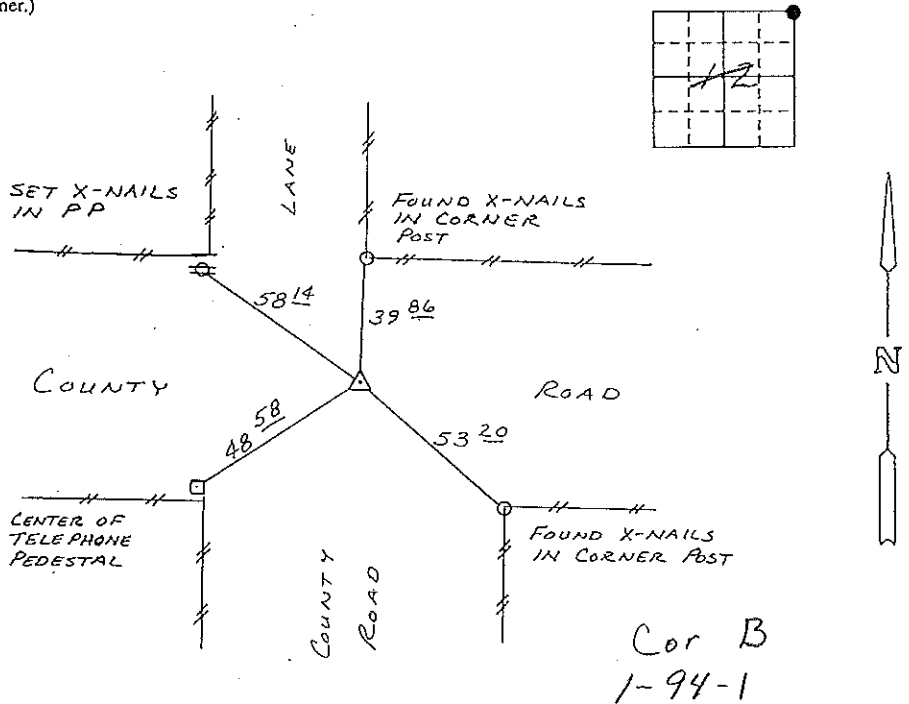 ner.)
12
LANE
SET X-NAILS
IN PP
FOUND X-NAILS
IN CORNER
POST
58 14
39 86
N
COUNTY
ROAD
48 58
53 20
CENTER OF
TELEPHONE
PEDESTAL
FOUND X-NAILS
IN CORNER POST
COUNTY
ROAD
Cor B
1-94-1